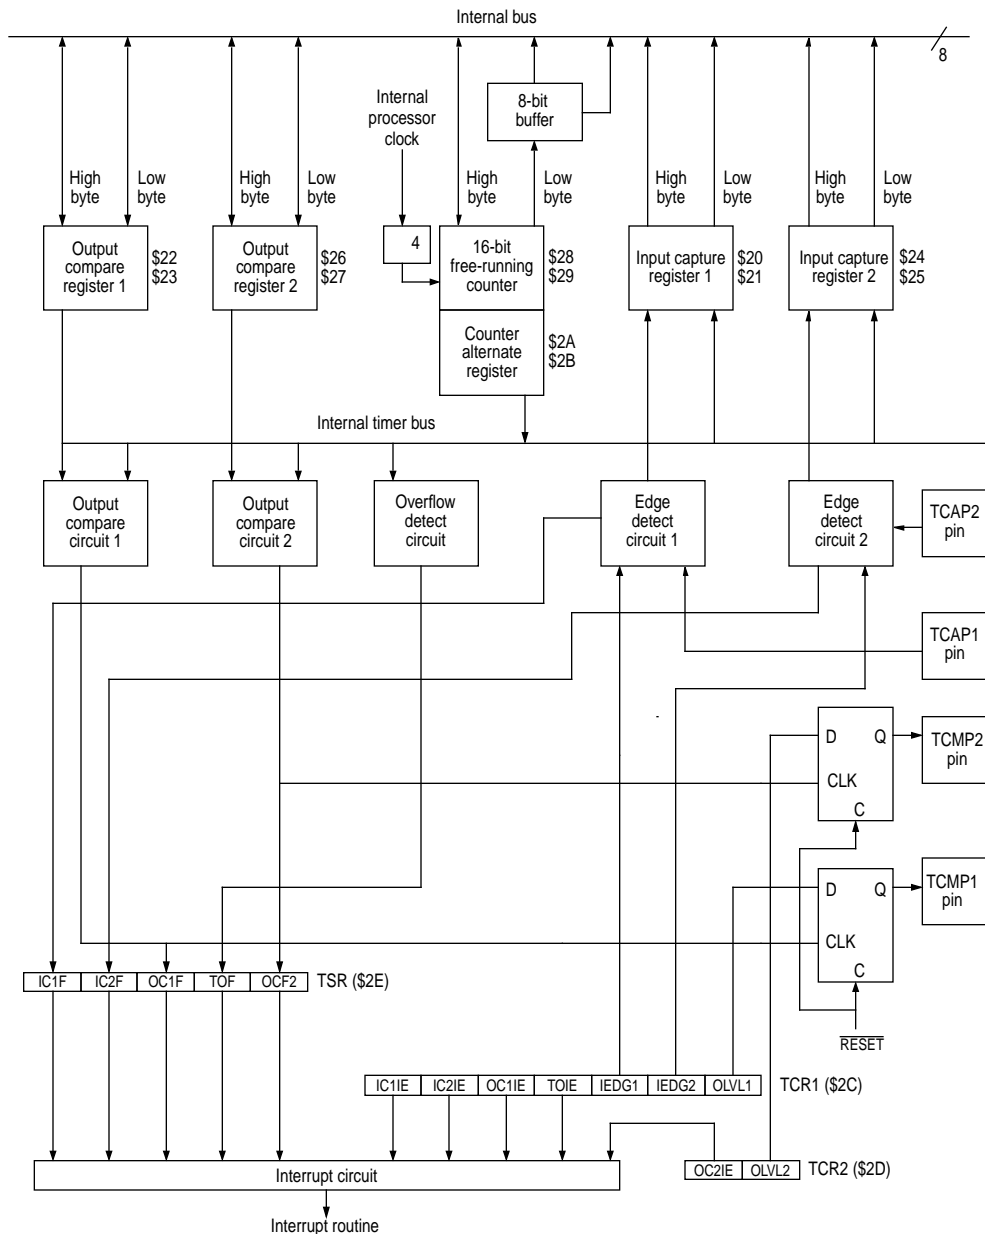 Internal bus
8
Internal
processor
clock
8-bit
buffer
High
byte
Low
byte
High
byte
Low
byte
High
byte
Low
byte
High
byte
Low
byte
High
byte
Low
byte
Output
compare
register 1
$22
$23
Output
compare
register 2
$26
$27
4
16-bit
free-running
counter
$28
$29
Input capture
register 1
$20
$21
Input capture
register 2
$24
$25
Counter
alternate
register
$2A
$2B
Internal timer bus
Output
compare
circuit 1
Output
compare
circuit 2
Overflow
detect
circuit
Edge
detect
circuit 1
Edge
detect
circuit 2
TCAP2
pin
TCAP1
pin
D Q
CLK
C
TCMP2
pin
D Q
CLK
C
TCMP1
pin
RESET
IC1F IC2F OC1F TOF OCF2 TSR ($2E)
IC1IE IC2IE OC1IE TOIE IEDG1 IEDG2 OLVL1 TCR1 ($2C)
OC2IE OLVL2 TCR2 ($2D)
Interrupt circuit
Interrupt routine